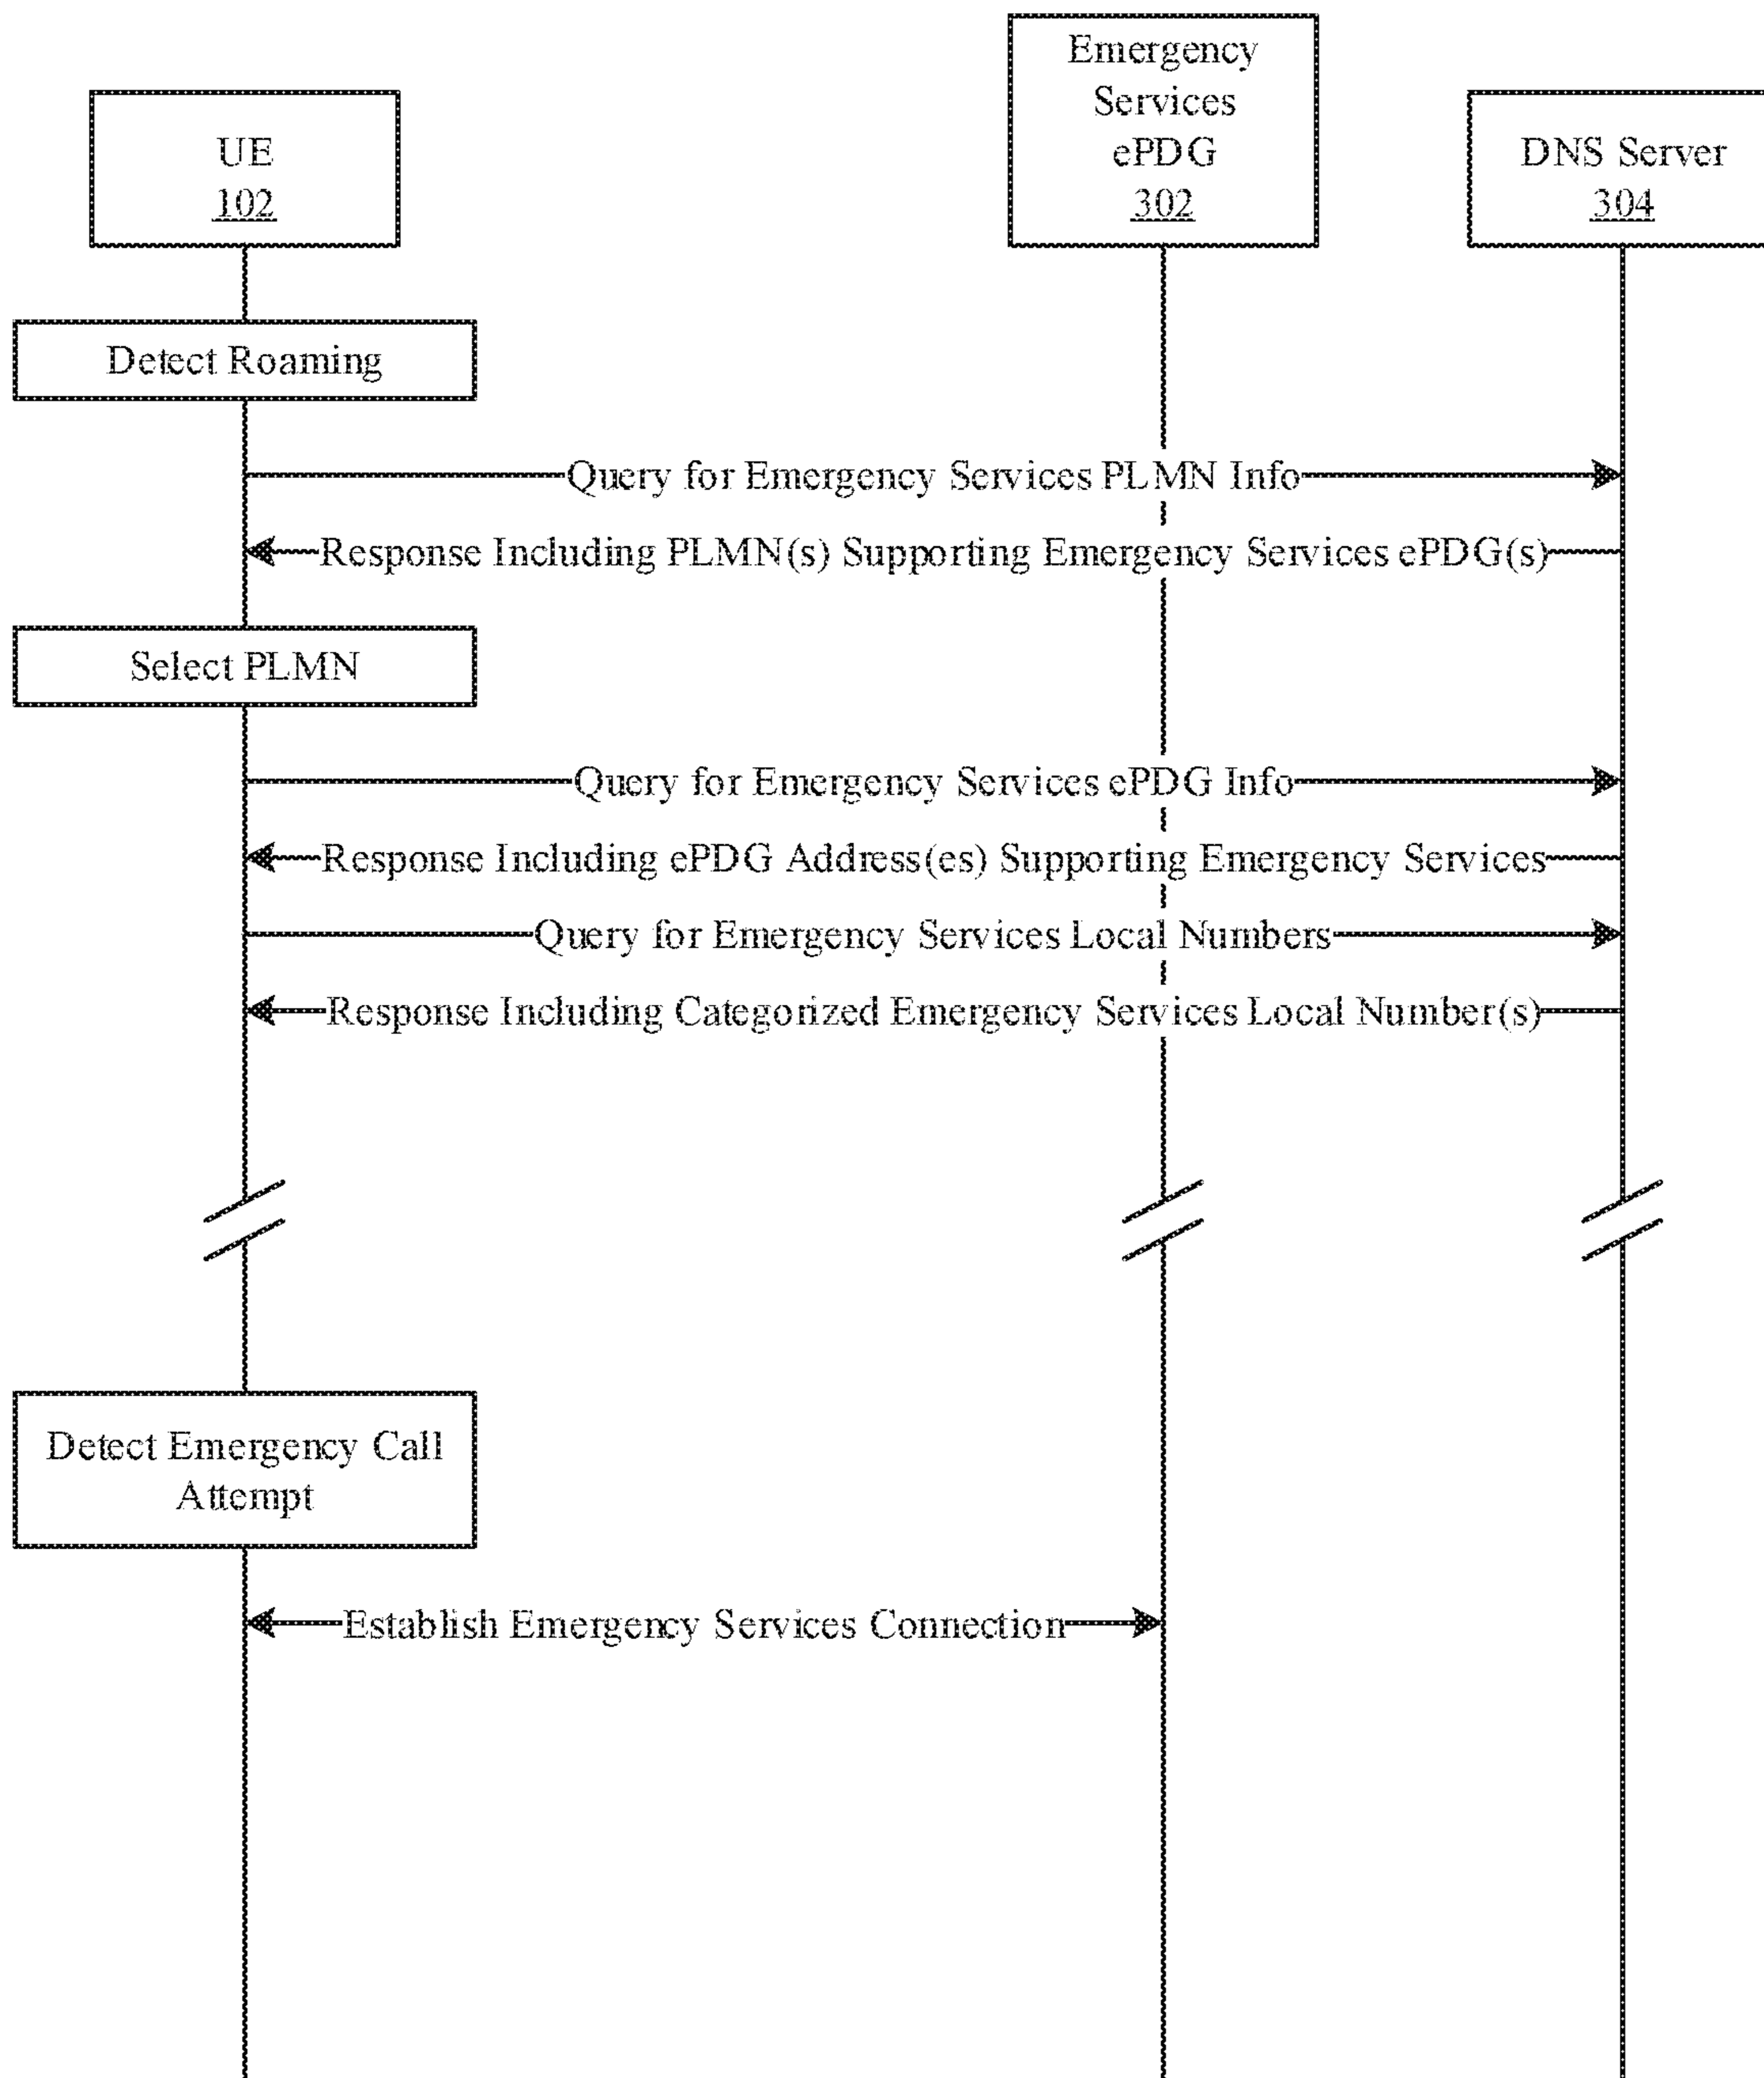 Emergency
Services
ePDG
302
UE
102
DNS Server
304
Detect Roaming
Query for Emergency Services PLMN Info
Response Including PLMN(s) Supporting Emergency Services ePDG(s)
Select PLMN
Query for Emergency Services ePDG Info
Response Including ePDG Address(es) Supporting Emergency Services
Query for Emergency Services Local Numbers
Response Including Categorized Emergency Services Local Number(s)
Detect Emergency Call
Attempt
Establish Emergency Services Connection